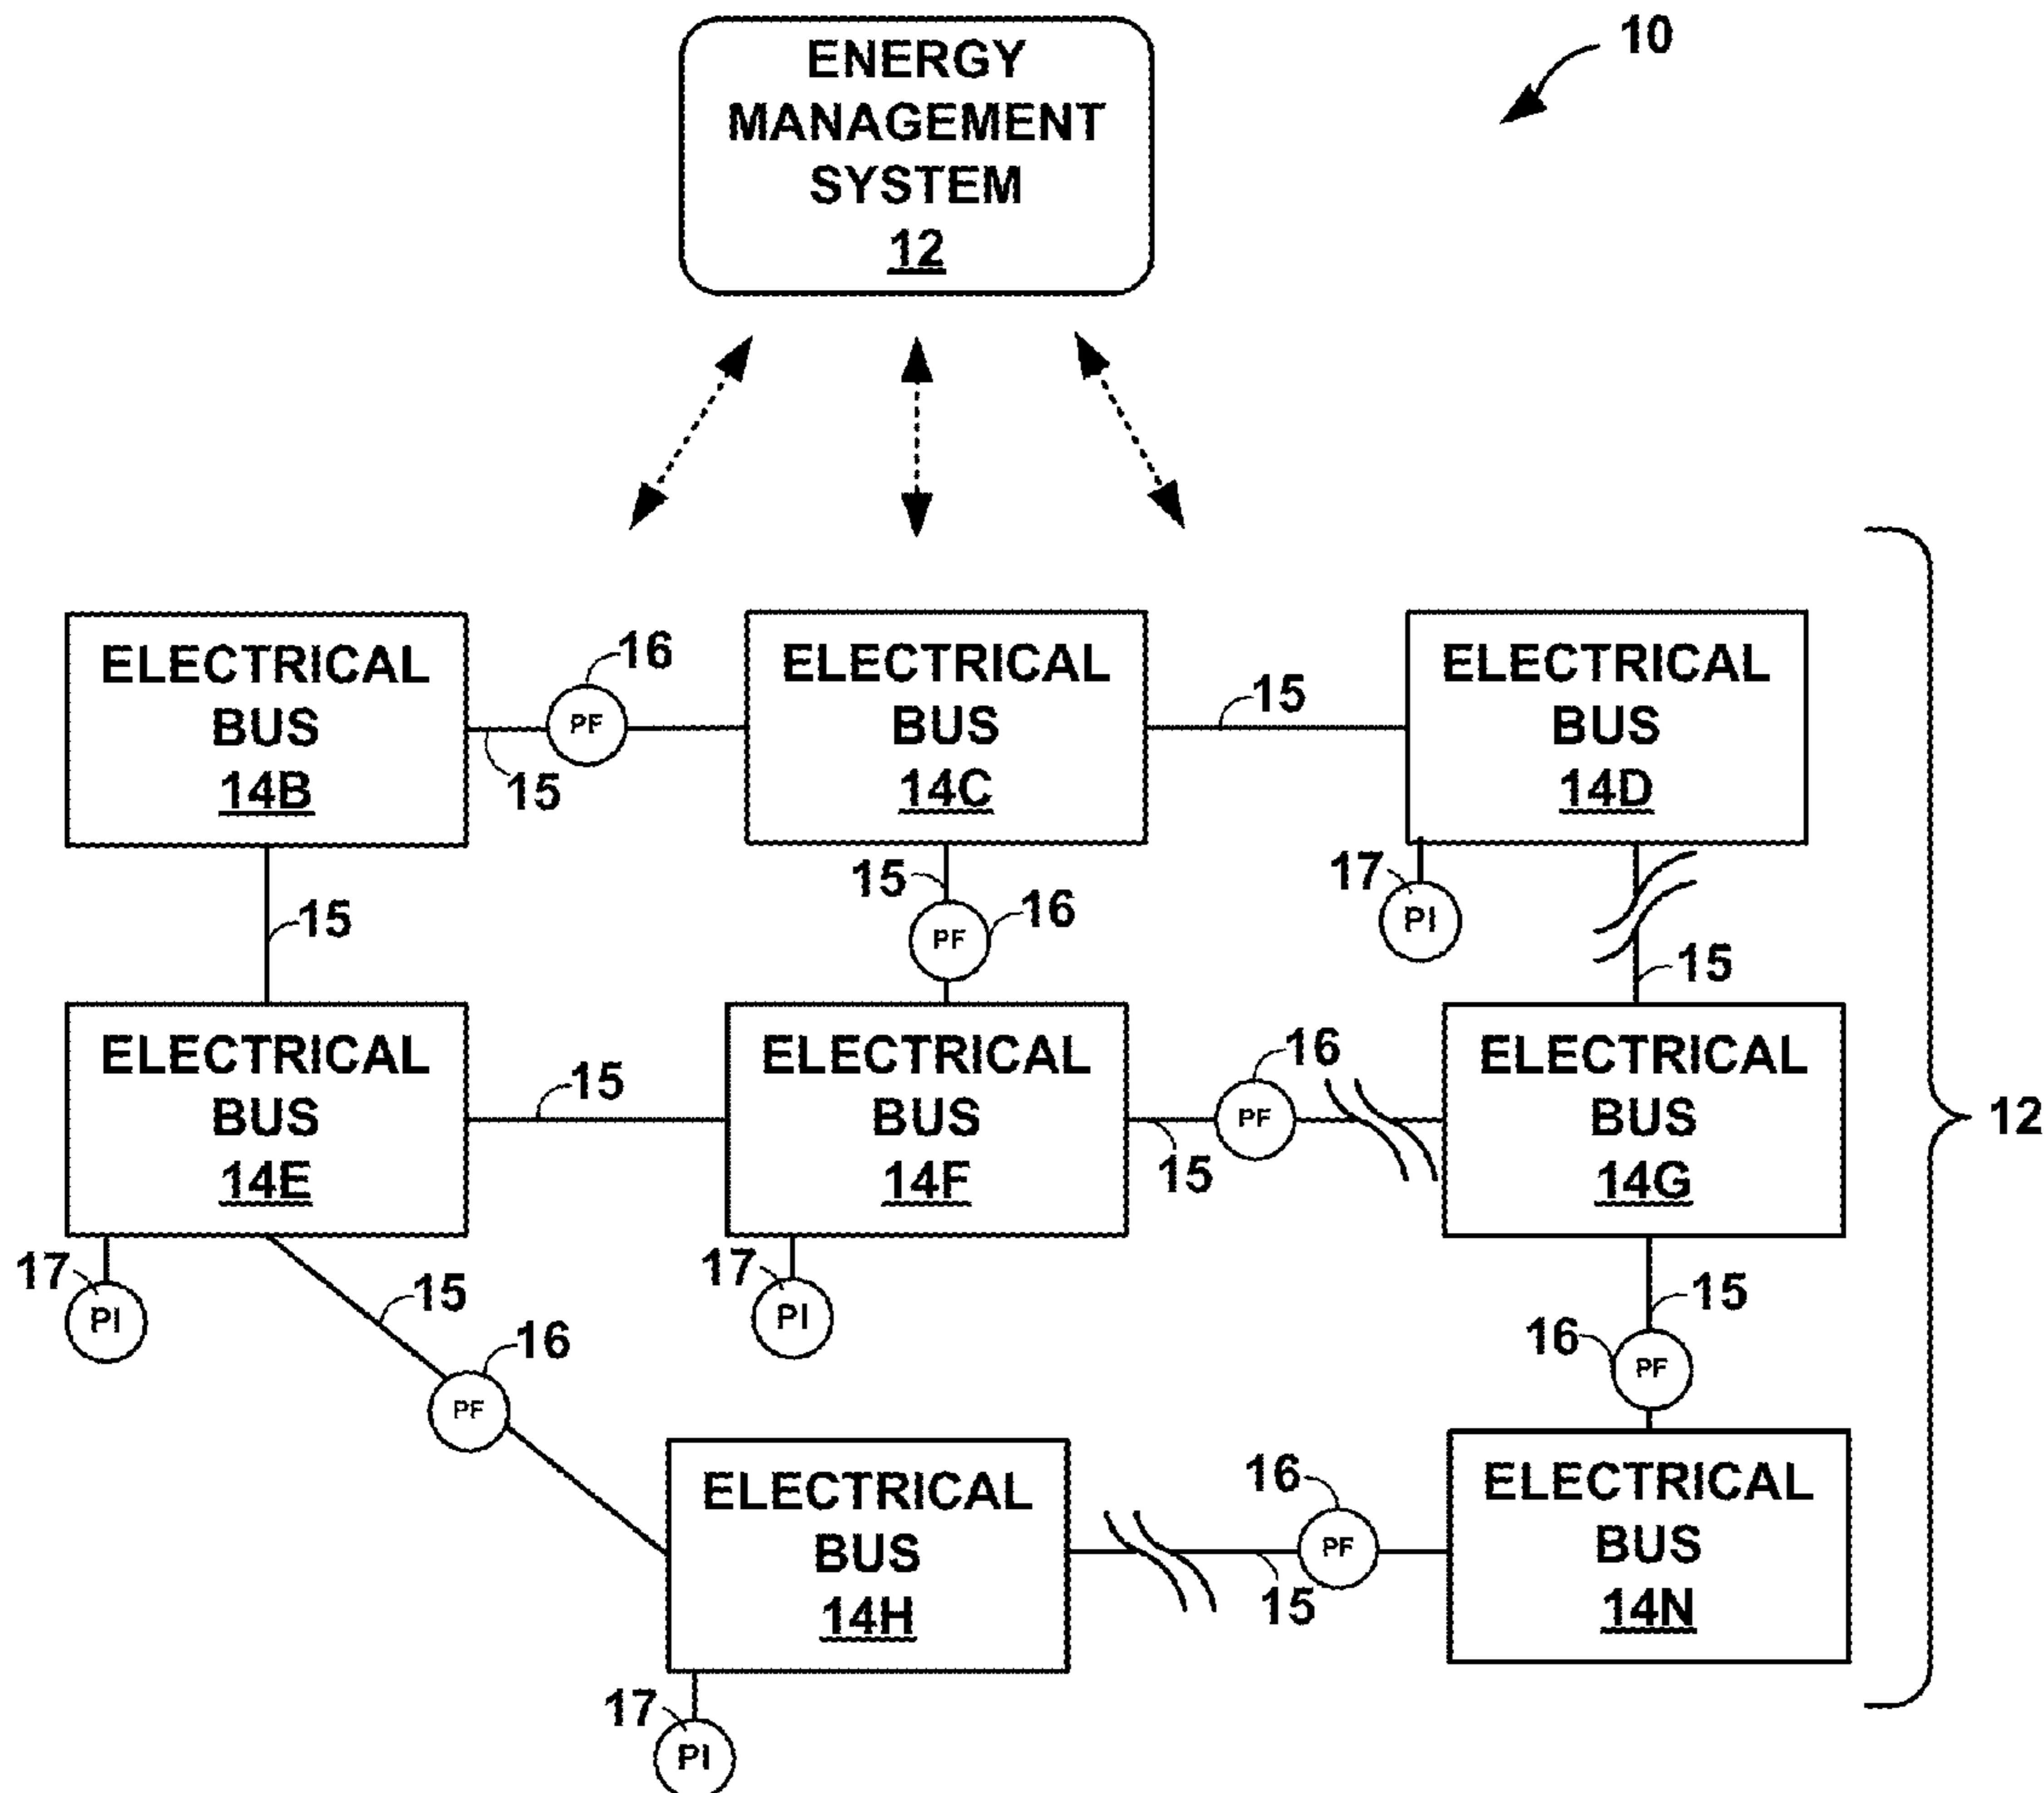 10
ENERGY
MANAGEMENT
SYSTEM
12
16
ELECTRICAL
BUS
14B
15
ELECTRICAL
BUS
14C
15
ELECTRICAL
BUS
14D
15
15
16
17
PI
15
PF
PF
12
ELECTRICAL
BUS
14E
15
ELECTRICAL
BUS
14F
16
PF
15
ELECTRICAL
BUS
14G
17
PI
15
16
PF
17
PI
15
16
PF
ELECTRICAL
BUS
14H
16
PF
15
ELECTRICAL
BUS
14N
17
PI